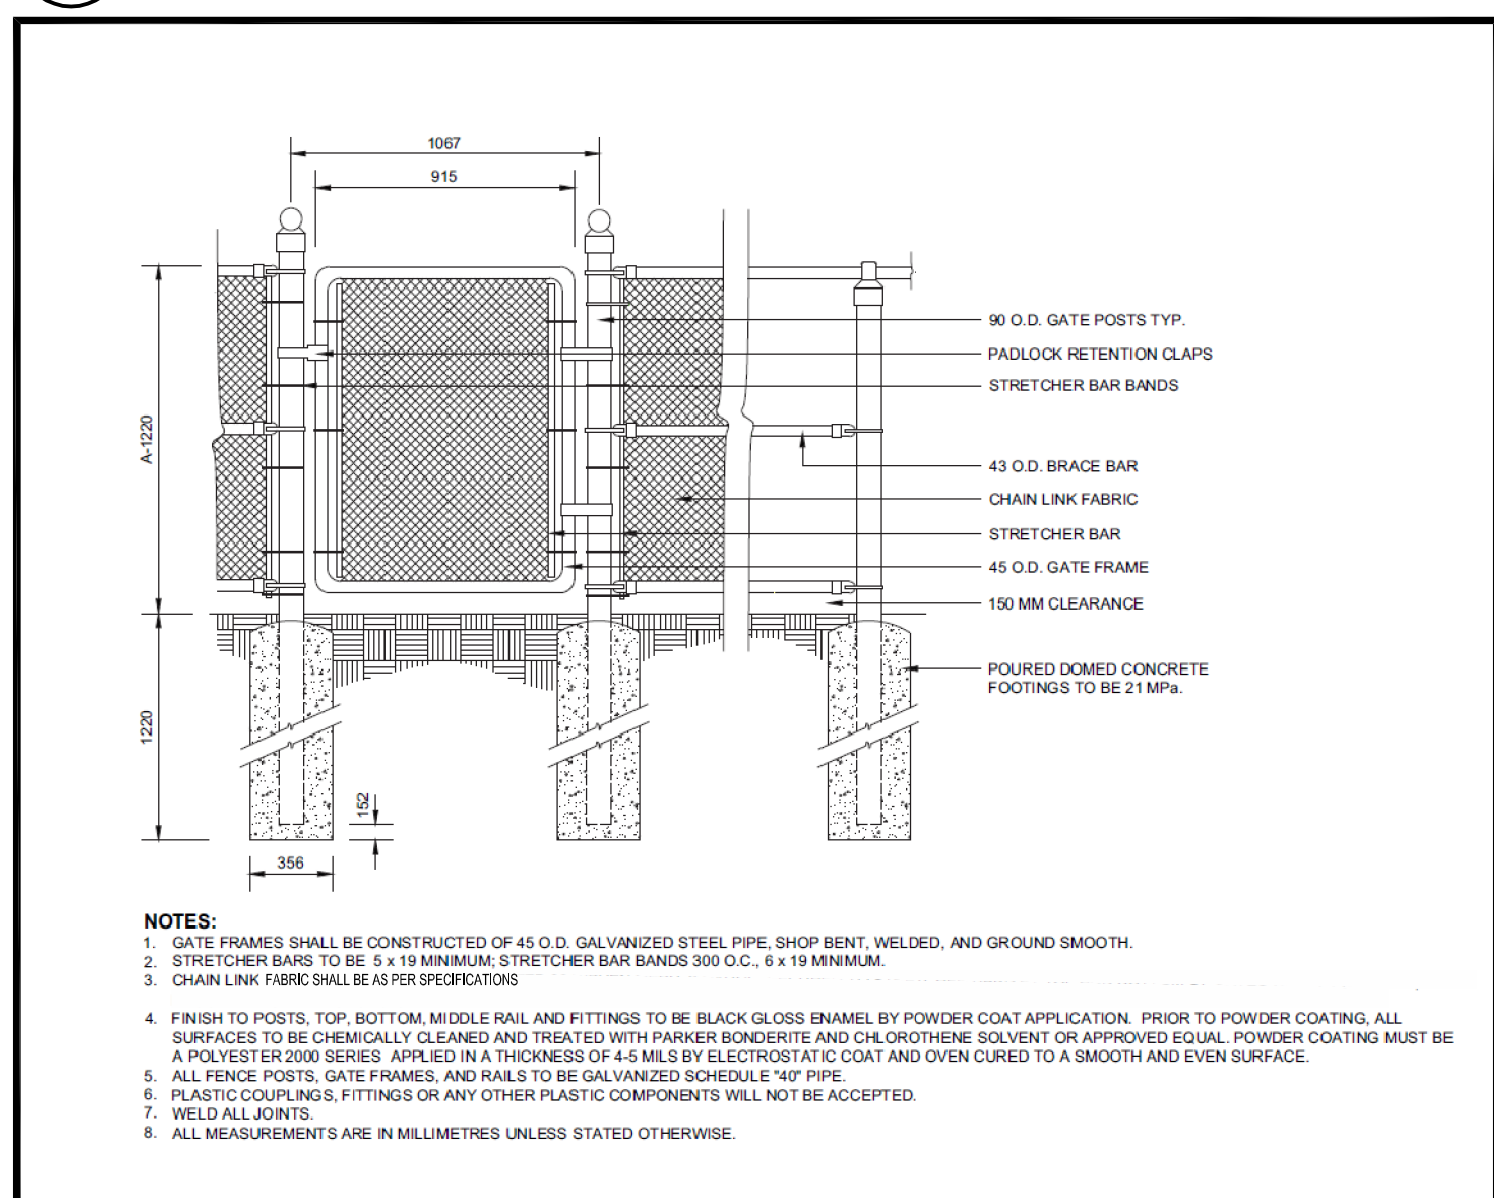 1067
915
90 O.D. GATE POSTS TYP.
PADLOCK RETENTION CLAPS
STRETCHER BAR BANDS
A-1220
43 O.D. BRACE BAR
CHAIN LINK FABRIC
STRETCHER BAR
45 O.D. GATE FRAME
150 MM CLEARANCE
POURED DOMED CONCRETE
FOOTINGS TO BE 21 MPa.
1220
152
356
NOTES:
1. GATE FRAMES SHALL BE CONSTRUCTED OF 45 O.D. GALVANIZED STEEL PIPE, SHOP BENT, WELDED, AND GROUND SMOOTH.
2. STRETCHER BARS TO BE 5 x 19 MINIMUM; STRETCHER BAR BANDS 300 O.C., 6 x 19 MINIMUM.
3. CHAIN LINK FABRIC SHALL BE AS PER SPECIFICATIONS
4. FINISH TO POSTS, TOP, BOTTOM, MIDDLE RAIL AND FITTINGS TO BE BLACK GLOSS ENAMEL BY POWDER COAT APPLICATION. PRIOR TO POWDER COATING, ALL
SURFACES TO BE CHEMICALLY CLEANED AND TREATED WITH PARKER BONDERITE AND CHLOROTHENE SOLVENT OR APPROVED EQUAL. POWDER COATING MUST BE
A POLYESTER 2000 SERIES APPLIED IN A THICKNESS OF 4-5 MILS BY ELECTROSTATIC COAT AND OVEN CURED TO A SMOOTH AND EVEN SURFACE.
5. ALL FENCE POSTS, GATE FRAMES, AND RAILS TO BE GALVANIZED SCHEDULE "40" PIPE.
6. PLASTIC COUPLINGS, FITTINGS OR ANY OTHER PLASTIC COMPONENTS WILL NOT BE ACCEPTED.
7. WELD ALL JOINTS.
8. ALL MEASUREMENTS ARE IN MILLIMETRES UNLESS STATED OTHERWISE.